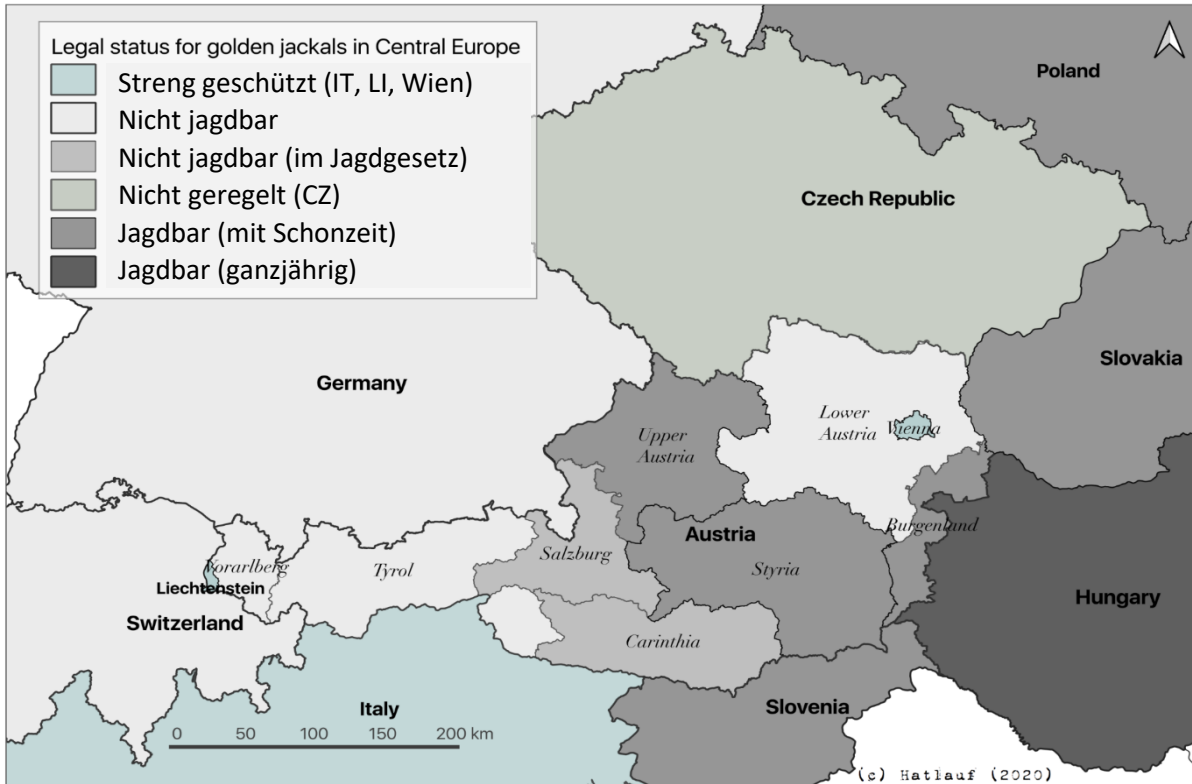 Legal status for golden jackals in Central Europe
Streng geschützt (IT, LI, Wien)
Nicht jagdbar
Nicht jagdbar (im Jagdgesetz)
Nicht geregelt (CZ)
Jagdbar (mit Schonzeit)
Jagdbar (ganzjährig)
Poland
Czech Republic
Slovakia
Germany
Lower
Austria
Vienna
Upper
Austria
Burgenland
Austria
Salzburg
Vorarlberg
Tyrol
Styria
Liechtenstein
Hungary
Switzerland
Carinthia
Italy
Slovenia
0 50 100 150 200 km
(c) Hatlauf (2020)